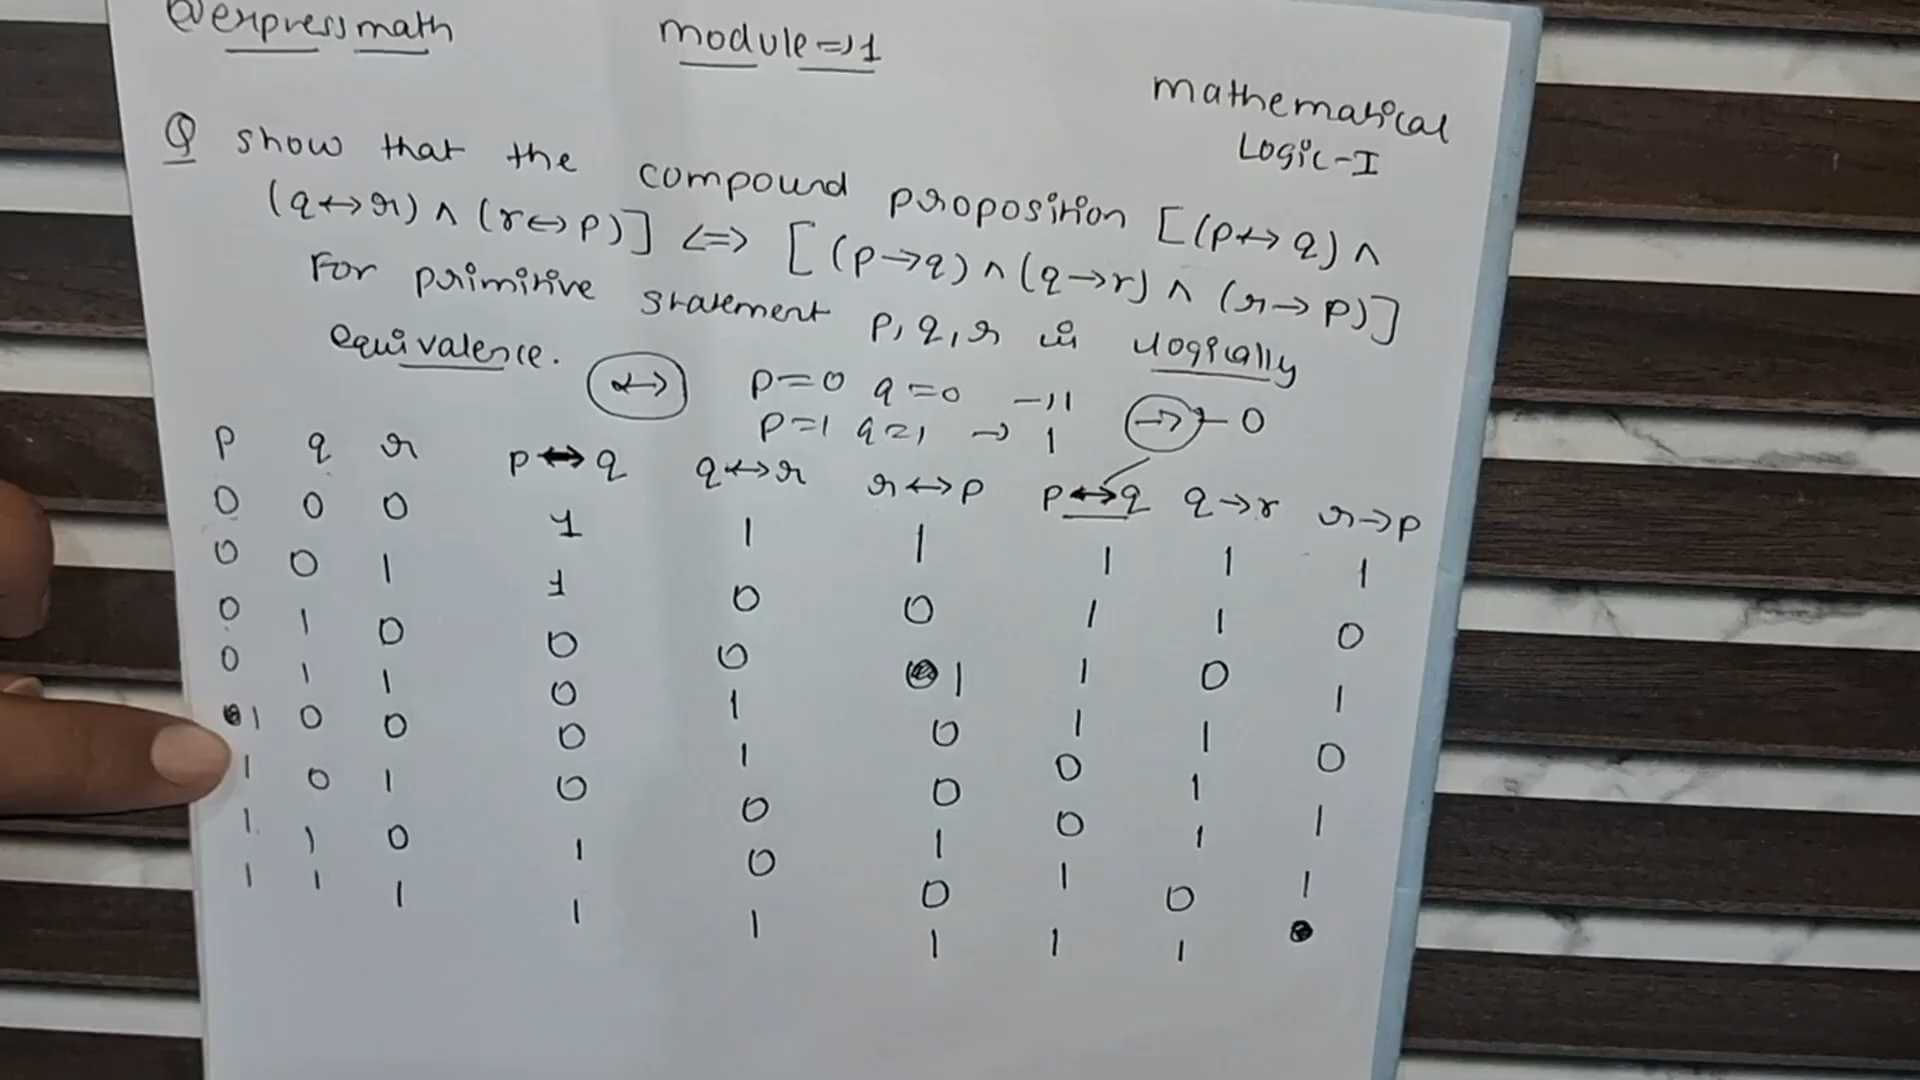 @expressmath module=>1
mathematical
Logic-I
Q show that the compound proposition [(p↔q) ∧
(q↔r) ∧ (r↔p)] <=> [(p→q) ∧ (q→r) ∧ (r→p)]
For primitive statement p, q, r is logically
equivalence.
↔ p=0 q=0 → 1
p=1 q=1 → 1
→ - 0
p q r p↔q q↔r r↔p p↔q q→r r→p
0 0 0 1 1 1 1 1 1
0 0 1 1 0 0 1 1 0
0 1 0 0 0 1 1 0 1
0 1 1 0 1 0 1 1 0
1 0 0 0 1 0 0 1 1
1 0 1 0 0 1 0 1 1
1 1 0 1 0 0 1 0
1 1 1 1 1 1 1 1